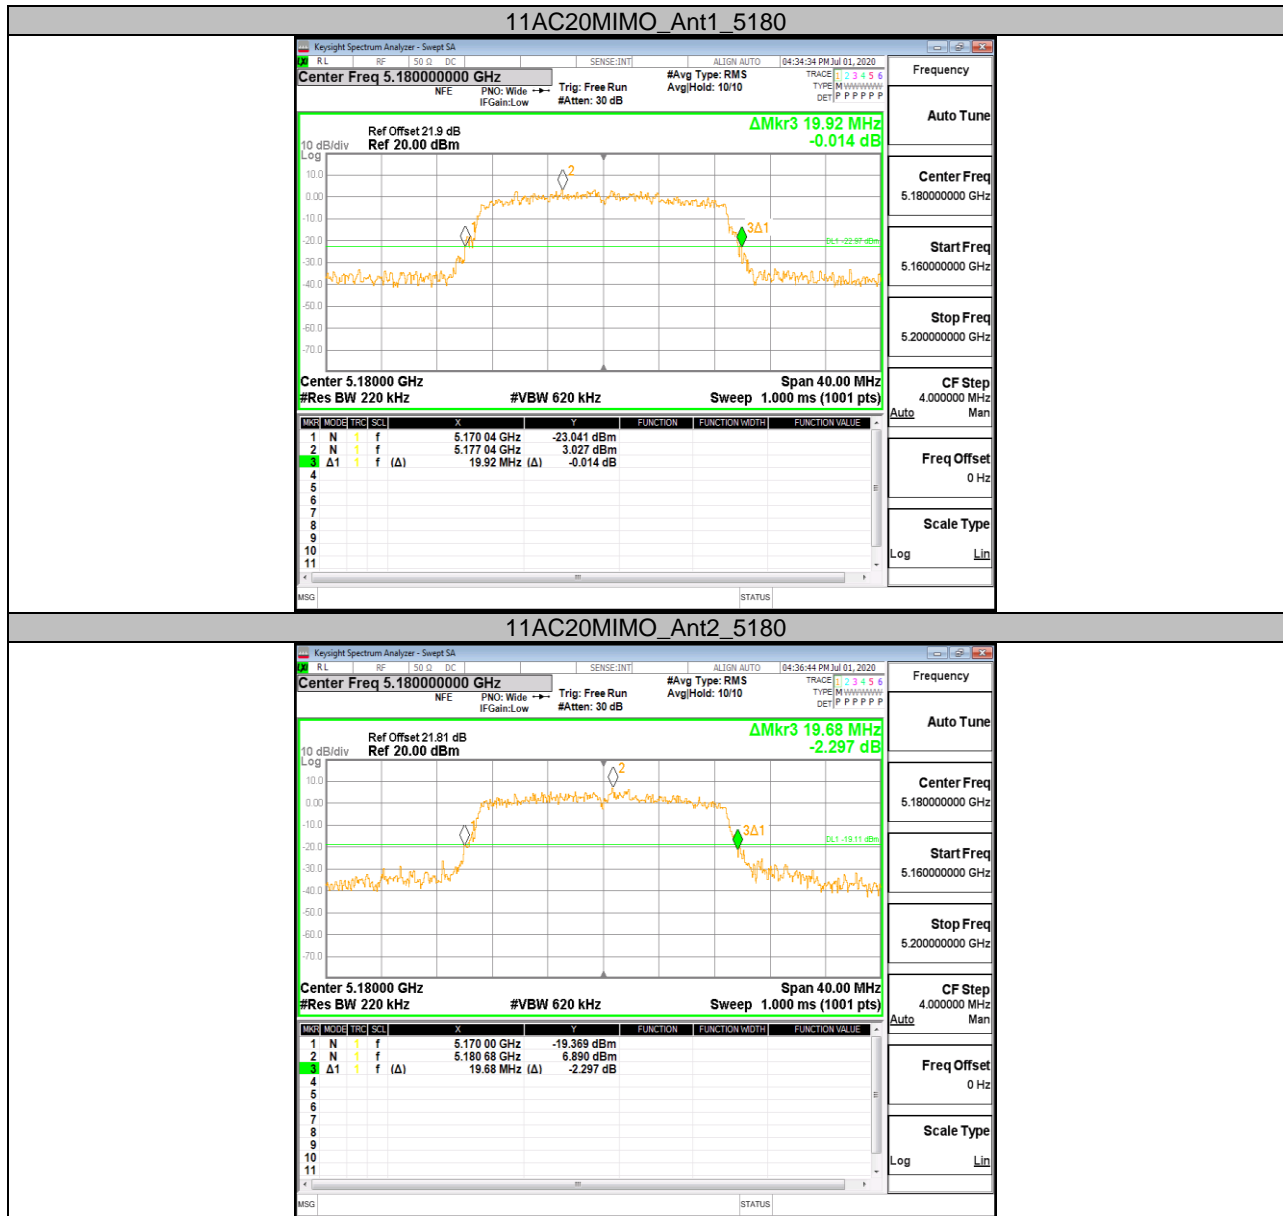 11AC20MIMO_Ant1_5180
Keysight Spectrum Analyzer - Swept SA
LXI RL RF 50 Ω DC SENSE:INT ALIGN AUTO 04:34:34 PM Jul 01, 2020
Center Freq 5.180000000 GHz #Avg Type: RMS TRACE 1 2 3 4 5 6
NFE PNO: Wide Trig: Free Run Avg|Hold: 10/10 TYPE M WWWWW
IFGain:Low #Atten: 30 dB DET P P P P P P
Frequency
Auto Tune
Center Freq
5.180000000 GHz
Start Freq
5.160000000 GHz
Stop Freq
5.200000000 GHz
CF Step
4.000000 MHz
Auto Man
Freq Offset
0 Hz
Scale Type
Log Lin
ΔMkr3 19.92 MHz
-0.014 dB
Ref Offset 21.9 dB
10 dB/div Ref 20.00 dBm
Log
10.0
0.00
-10.0
-20.0
-30.0
-40.0
-50.0
-60.0
-70.0
1
2
3Δ1
DL1 -22.97 dBm
Center 5.18000 GHz Span 40.00 MHz
#Res BW 220 kHz #VBW 620 kHz Sweep 1.000 ms (1001 pts)
MKR MODE TRC SCL X Y FUNCTION FUNCTION WIDTH FUNCTION VALUE
1 N 1 f 5.170 04 GHz -23.041 dBm
2 N 1 f 5.177 04 GHz 3.027 dBm
3 Δ1 1 f (Δ) 19.92 MHz (Δ) -0.014 dB
4
5
6
7
8
9
10
11
MSG STATUS
11AC20MIMO_Ant2_5180
Keysight Spectrum Analyzer - Swept SA
LXI RL RF 50 Ω DC SENSE:INT ALIGN AUTO 04:36:44 PM Jul 01, 2020
Center Freq 5.180000000 GHz #Avg Type: RMS TRACE 1 2 3 4 5 6
NFE PNO: Wide Trig: Free Run Avg|Hold: 10/10 TYPE M WWWWW
IFGain:Low #Atten: 30 dB DET P P P P P P
Frequency
Auto Tune
Center Freq
5.180000000 GHz
Start Freq
5.160000000 GHz
Stop Freq
5.200000000 GHz
CF Step
4.000000 MHz
Auto Man
Freq Offset
0 Hz
Scale Type
Log Lin
ΔMkr3 19.68 MHz
-2.297 dB
Ref Offset 21.81 dB
10 dB/div Ref 20.00 dBm
Log
10.0
0.00
-10.0
-20.0
-30.0
-40.0
-50.0
-60.0
-70.0
1
2
3Δ1
DL1 -19.11 dBm
Center 5.18000 GHz Span 40.00 MHz
#Res BW 220 kHz #VBW 620 kHz Sweep 1.000 ms (1001 pts)
MKR MODE TRC SCL X Y FUNCTION FUNCTION WIDTH FUNCTION VALUE
1 N 1 f 5.170 00 GHz -19.369 dBm
2 N 1 f 5.180 68 GHz 6.890 dBm
3 Δ1 1 f (Δ) 19.68 MHz (Δ) -2.297 dB
4
5
6
7
8
9
10
11
MSG STATUS